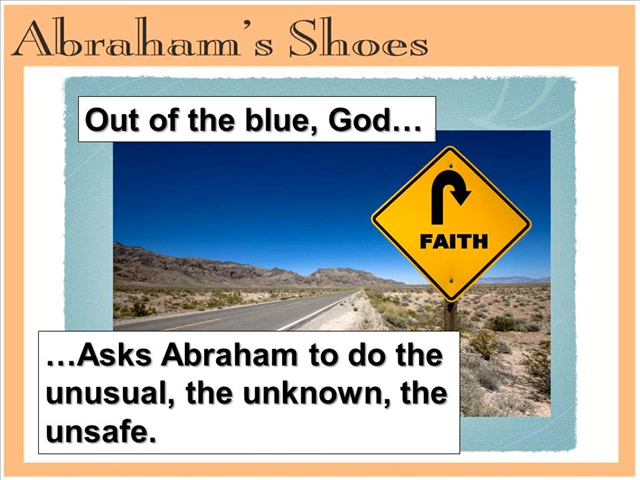 Abraham's Shoes
Out of the blue, God…
FAITH
…Asks Abraham to do the
unusual, the unknown, the
unsafe.